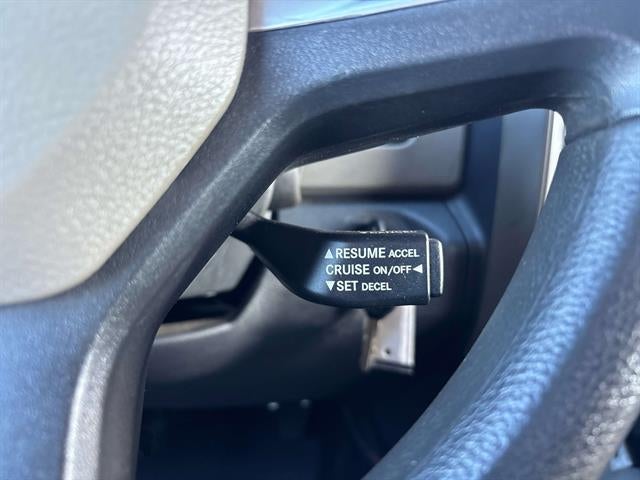 ▲RESUME ACCEL
CRUISE ON/OFF◀
▼SET DECEL